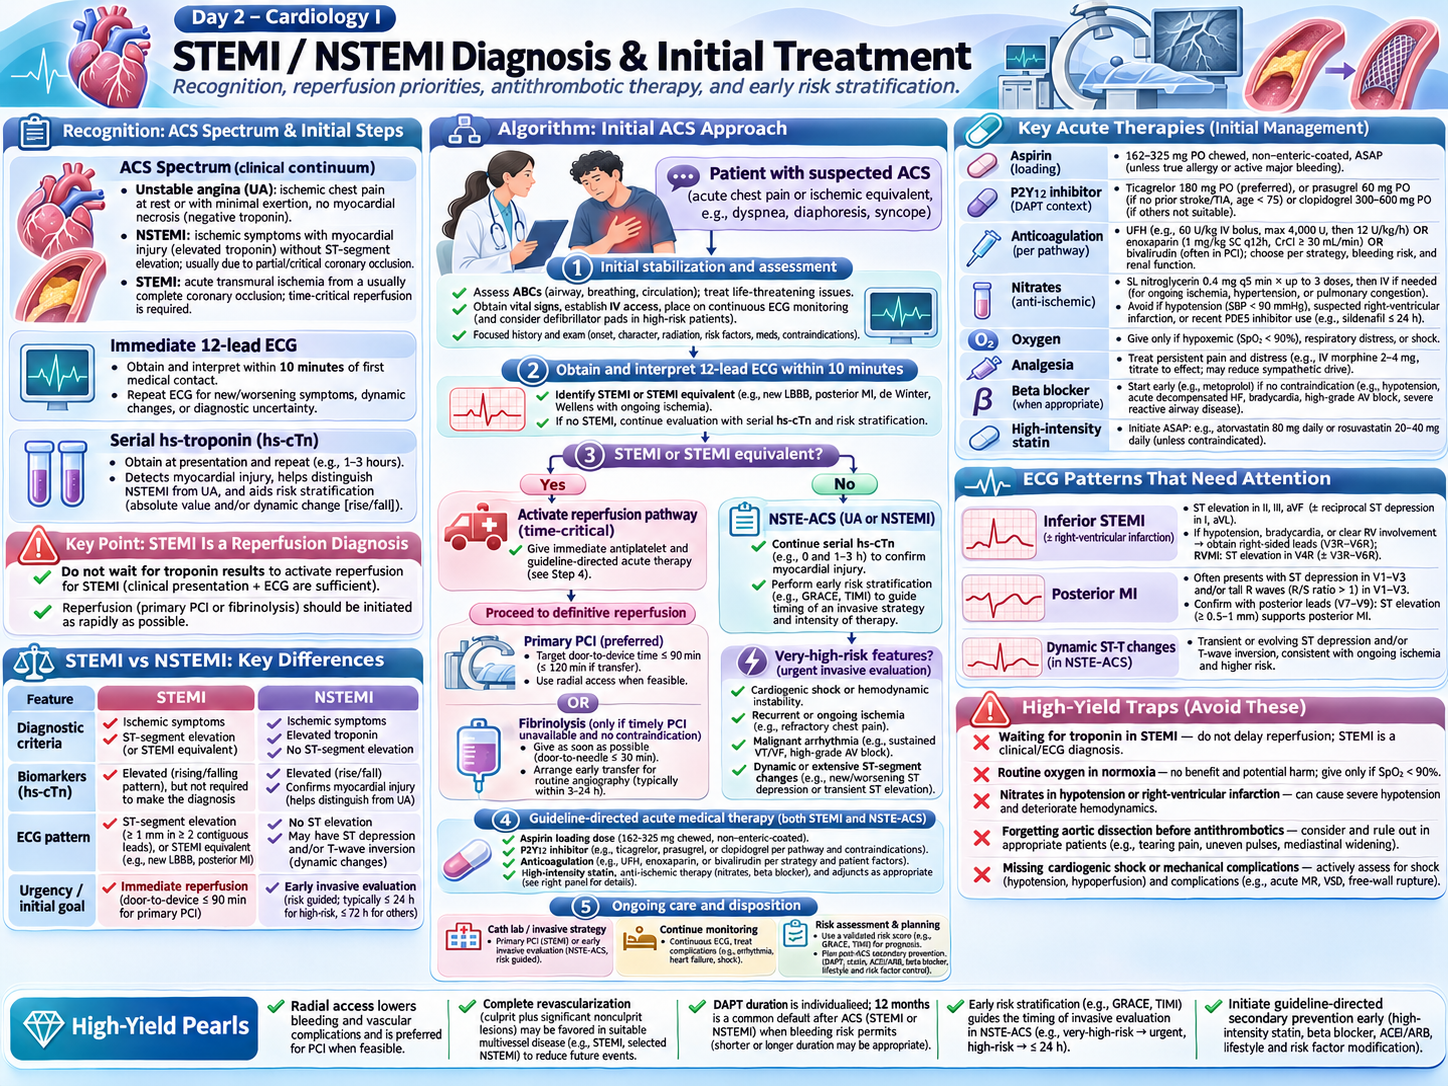 Day 2 – Cardiology I
STEMI / NSTEMI Diagnosis & Initial Treatment
Recognition, reperfusion priorities, antithrombotic therapy, and early risk stratification.
Recognition: ACS Spectrum & Initial Steps
ACS Spectrum (clinical continuum)
• Unstable angina (UA): ischemic chest pain
at rest or with minimal exertion, no myocardial
necrosis (negative troponin).
• NSTEMI: ischemic symptoms with myocardial
injury (elevated troponin) without ST-segment
elevation; usually due to partial/critical coronary occlusion.
• STEMI: acute transmural ischemia from a usually
complete coronary occlusion; time-critical reperfusion
is required.
Immediate 12-lead ECG
• Obtain and interpret within 10 minutes of first
medical contact.
• Repeat ECG for new/worsening symptoms, dynamic
changes, or diagnostic uncertainty.
Serial hs-troponin (hs-cTn)
• Obtain at presentation and repeat (e.g., 1–3 hours).
• Detects myocardial injury, helps distinguish
NSTEMI from UA, and aids risk stratification
(absolute value and/or dynamic change [rise/fall]).
Key Point: STEMI Is a Reperfusion Diagnosis
Do not wait for troponin results to activate reperfusion
for STEMI (clinical presentation + ECG are sufficient).
Reperfusion (primary PCI or fibrinolysis) should be initiated
as rapidly as possible.
STEMI vs NSTEMI: Key Differences
Feature
STEMI
NSTEMI
Diagnostic
criteria
Ischemic symptoms
ST-segment elevation
(or STEMI equivalent)
Ischemic symptoms
Elevated troponin
No ST-segment elevation
Biomarkers
(hs-cTn)
Elevated (rising/falling
pattern), but not required
to make the diagnosis
Elevated (rise/fall)
Confirms myocardial injury
(helps distinguish from UA)
ECG pattern
ST-segment elevation
(≥ 1 mm in ≥ 2 contiguous
leads), or STEMI equivalent
(e.g., new LBBB, posterior MI)
No ST elevation
May have ST depression
and/or T-wave inversion
(dynamic changes)
Urgency /
initial goal
Immediate reperfusion
(door-to-device ≤ 90 min
for primary PCI)
Early invasive evaluation
(risk guided; typically ≤ 24 h
for high-risk, ≤ 72 h for others)
Algorithm: Initial ACS Approach
Patient with suspected ACS
(acute chest pain or ischemic equivalent,
e.g., dyspnea, diaphoresis, syncope)
1 Initial stabilization and assessment
Assess ABCs (airway, breathing, circulation); treat life-threatening issues.
Obtain vital signs, establish IV access, place on continuous ECG monitoring
(and consider defibrillator pads in high-risk patients).
Focused history and exam (onset, character, radiation, risk factors, meds, contraindications).
2 Obtain and interpret 12-lead ECG within 10 minutes
Identify STEMI or STEMI equivalent (e.g., new LBBB, posterior MI, de Winter,
Wellens with ongoing ischemia).
If no STEMI, continue evaluation with serial hs-cTn and risk stratification.
3 STEMI or STEMI equivalent?
Yes
No
Activate reperfusion pathway
(time-critical)
Give immediate antiplatelet and
guideline-directed acute therapy
(see Step 4).
Proceed to definitive reperfusion
Primary PCI (preferred)
• Target door-to-device time ≤ 90 min
(≤ 120 min if transfer).
• Use radial access when feasible.
OR
Fibrinolysis (only if timely PCI
unavailable and no contraindication)
• Give as soon as possible
(door-to-needle ≤ 30 min).
• Arrange early transfer for
routine angiography (typically
within 3–24 h).
NSTE-ACS (UA or NSTEMI)
Continue serial hs-cTn
(e.g., 0 and 1–3 h) to confirm
myocardial injury.
Perform early risk stratification
(e.g., GRACE, TIMI) to guide
timing of an invasive strategy
and intensity of therapy.
Very-high-risk features?
(urgent invasive evaluation)
Cardiogenic shock or hemodynamic
instability.
Recurrent or ongoing ischemia
(e.g., refractory chest pain).
Malignant arrhythmia (e.g., sustained
VT/VF, high-grade AV block).
Dynamic or extensive ST-segment
changes (e.g., new/worsening ST
depression or transient ST elevation).
4 Guideline-directed acute medical therapy (both STEMI and NSTE-ACS)
Aspirin loading dose (162-325 mg chewed, non-enteric-coated).
P2Y12 inhibitor (e.g., ticagrelor, prasugrel, or clopidogrel per pathway and contraindications).
Anticoagulation (e.g., UFH, enoxaparin, or bivalirudin per strategy and patient factors).
High-intensity statin, anti-ischemic therapy (nitrates, beta blocker), and adjuncts as appropriate
(see right panel for details).
5 Ongoing care and disposition
Cath lab / invasive strategy
• Primary PCI (STEMI) or early
invasive evaluation (NSTE-ACS,
risk guided).
Continue monitoring
• Continuous ECG, treat
complications (e.g., arrhythmia,
heart failure, shock).
Risk assessment & planning
• Use a validated risk score (e.g.,
GRACE, TIMI) for prognosis.
• Plan post-ACS secondary prevention.
(DAPT, statin, ACEI/ARB, beta blocker,
lifestyle and risk factor control).
Key Acute Therapies (Initial Management)
Aspirin
(loading)
• 162–325 mg PO chewed, non-enteric-coated, ASAP
(unless true allergy or active major bleeding).
P2Y12 inhibitor
(DAPT context)
• Ticagrelor 180 mg PO (preferred), or prasugrel 60 mg PO
(if no prior stroke/TIA, age < 75) or clopidogrel 300–600 mg PO
(if others not suitable).
Anticoagulation
(per pathway)
• UFH (e.g., 60 U/kg IV bolus, max 4,000 U, then 12 U/kg/h) OR
enoxaparin (1 mg/kg SC q12h, CrCl ≥ 30 mL/min) OR
bivalirudin (often in PCI); choose per strategy, bleeding risk, and
renal function.
Nitrates
(anti-ischemic)
• SL nitroglycerin 0.4 mg q5 min × up to 3 doses, then IV if needed
(for ongoing ischemia, hypertension, or pulmonary congestion).
• Avoid if hypotension (SBP < 90 mmHg), suspected right-ventricular
infarction, or recent PDE5 inhibitor use (e.g., sildenafil ≤ 24 h).
O₂ Oxygen
• Give only if hypoxemic (SpO₂ < 90%), respiratory distress, or shock.
Analgesia
• Treat persistent pain and distress (e.g., IV morphine 2–4 mg,
titrate to effect; may reduce sympathetic drive).
β Beta blocker
(when appropriate)
• Start early (e.g., metoprolol) if no contraindication (e.g., hypotension,
acute decompensated HF, bradycardia, high-grade AV block, severe
reactive airway disease).
High-intensity
statin
• Initiate ASAP: e.g., atorvastatin 80 mg daily or rosuvastatin 20–40 mg
daily (unless contraindicated).
ECG Patterns That Need Attention
Inferior STEMI
(± right-ventricular infarction)
• ST elevation in II, III, aVF (± reciprocal ST depression
in I, aVL).
• If hypotension, bradycardia, or clear RV involvement
→ obtain right-sided leads (V3R–V6R);
RVMI: ST elevation in V4R (± V3R–V6R).
Posterior MI
• Often presents with ST depression in V1–V3
and/or tall R waves (R/S ratio > 1) in V1–V3.
• Confirm with posterior leads (V7–V9): ST elevation
(≥ 0.5–1 mm) supports posterior MI.
Dynamic ST-T changes
(in NSTE-ACS)
• Transient or evolving ST depression and/or
T-wave inversion, consistent with ongoing ischemia
and higher risk.
High-Yield Traps (Avoid These)
Waiting for troponin in STEMI — do not delay reperfusion; STEMI is a
clinical/ECG diagnosis.
Routine oxygen in normoxia — no benefit and potential harm; give only if SpO₂ < 90%.
Nitrates in hypotension or right-ventricular infarction — can cause severe hypotension
and deteriorate hemodynamics.
Forgetting aortic dissection before antithrombotics — consider and rule out in
appropriate patients (e.g., tearing pain, uneven pulses, mediastinal widening).
Missing cardiogenic shock or mechanical complications — actively assess for shock
(hypotension, hypoperfusion) and complications (e.g., acute MR, VSD, free-wall rupture).
High-Yield Pearls
Radial access lowers
bleeding and vascular
complications and is preferred
for PCI when feasible.
Complete revascularization
(culprit plus significant nonculprit
lesions) may be favored in suitable
multivessel disease (e.g., STEMI, selected
NSTEMI) to reduce future events.
DAPT duration is individualized; 12 months
is a common default after ACS (STEMI or
NSTEMI) when bleeding risk permits
(shorter or longer duration may be appropriate).
Early risk stratification (e.g., GRACE, TIMI)
guides the timing of invasive evaluation
in NSTE-ACS (e.g., very-high-risk → urgent,
high-risk → ≤ 24 h).
Initiate guideline-directed
secondary prevention early (high-
intensity statin, beta blocker, ACEI/ARB,
lifestyle and risk factor modification).